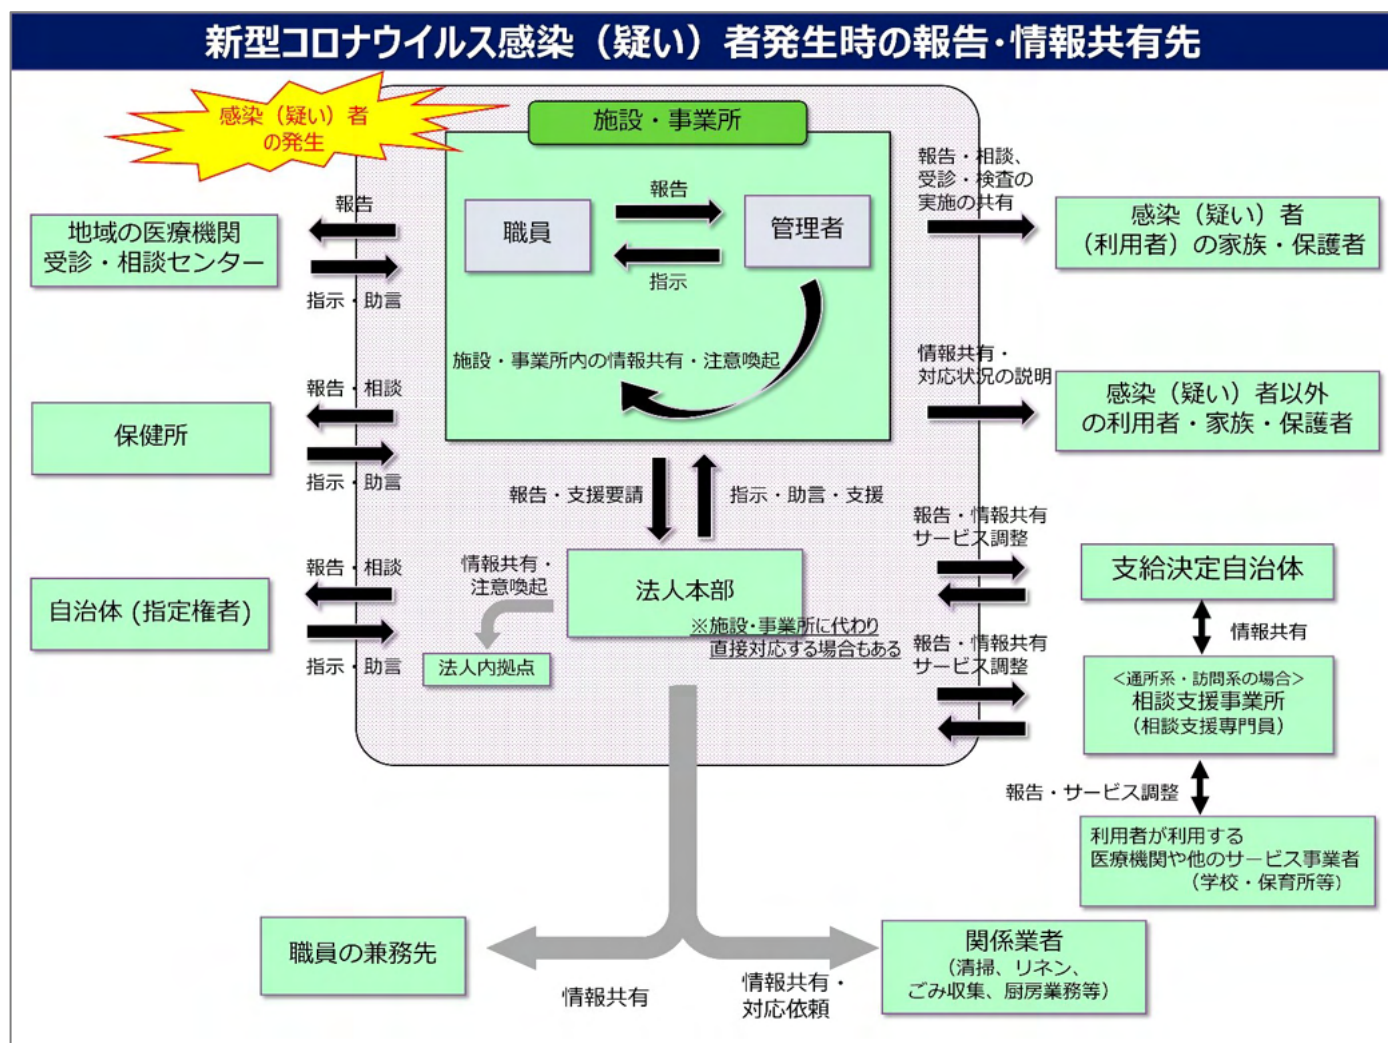 新型コロナウイルス感染（疑い）者発生時の報告・情報共有先
感染（疑い）者
の発生
施設・事業所
職員
報告
指示
管理者
施設・事業所内の情報共有・注意喚起
報告
地域の医療機関
受診・相談センター
指示・助言
報告・相談
保健所
指示・助言
報告・相談
自治体 (指定権者)
指示・助言
報告・相談、
受診・検査の
実施の共有
感染（疑い）者
（利用者）の家族・保護者
情報共有・
対応状況の説明
感染（疑い）者以外
の利用者・家族・保護者
報告・支援要請
指示・助言・支援
情報共有・
注意喚起
法人本部
※施設・事業所に代わり
直接対応する場合もある
法人内拠点
報告・情報共有
サービス調整
支給決定自治体
情報共有
報告・情報共有
サービス調整
＜通所系・訪問系の場合＞
相談支援事業所
（相談支援専門員）
報告・サービス調整
利用者が利用する
医療機関や他のサービス事業者
（学校・保育所等）
職員の兼務先
情報共有
情報共有・
対応依頼
関係業者
（清掃、リネン、
ごみ収集、厨房業務等）